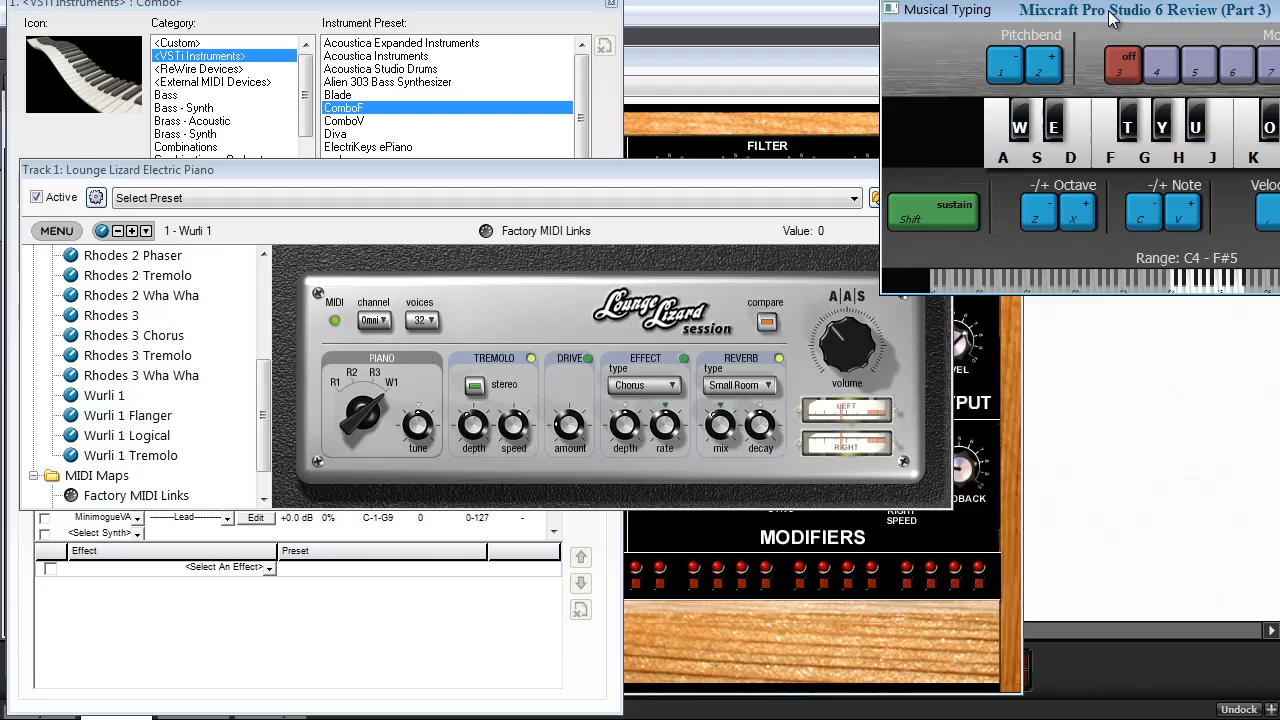 1. <VSTi Instruments> : ComboF
Icon:
Category:
Instrument Preset:
<Custom>
<VSTi Instruments>
<ReWire Devices>
<External MIDI Devices>
Bass
Bass - Synth
Brass - Acoustic
Brass - Synth
Combinations
Acoustica Expanded Instruments
Acoustica Instruments
Acoustica Studio Drums
Alien 303 Bass Synthesizer
Blade
ComboF
ComboV
Diva
Electrikeys ePiano
Musical Typing
Mixcraft Pro Studio 6 Review (Part 3)
Pitchbend
- 1
+ 2
off 3
4
5
6
7
W E T Y U O
A S D F G H J K
-/+ Octave
-/+ Note
sustain
Shift
- Z
+ X
- C
+ V
Range: C4 - F#5
FILTER
Track 1: Lounge Lizard Electric Piano
Active
Select Preset
MENU
1 - Wurli 1
Factory MIDI Links
Value: 0
Rhodes 2 Phaser
Rhodes 2 Tremolo
Rhodes 2 Wha Wha
Rhodes 3
Rhodes 3 Chorus
Rhodes 3 Tremolo
Rhodes 3 Wha Wha
Wurli 1
Wurli 1 Flanger
Wurli 1 Logical
Wurli 1 Tremolo
MIDI Maps
Factory MIDI Links
MIDI
channel
voices
Omni
32
Lounge Lizard
session
compare
A|A|S
PIANO
TREMOLO
DRIVE
EFFECT
REVERB
R1 R2 R3 W1
stereo
type
Chorus
type
Small Room
volume
LEFT
RIGHT
tune
depth
speed
amount
depth
rate
mix
decay
MinimogueVA
-------Lead-------
Edit
+0.0 dB
0%
C-1-G9
0
0-127
-
<Select Synth>
Effect
Preset
<Select An Effect>
RIGHT
SPEED
MODIFIERS
Undock